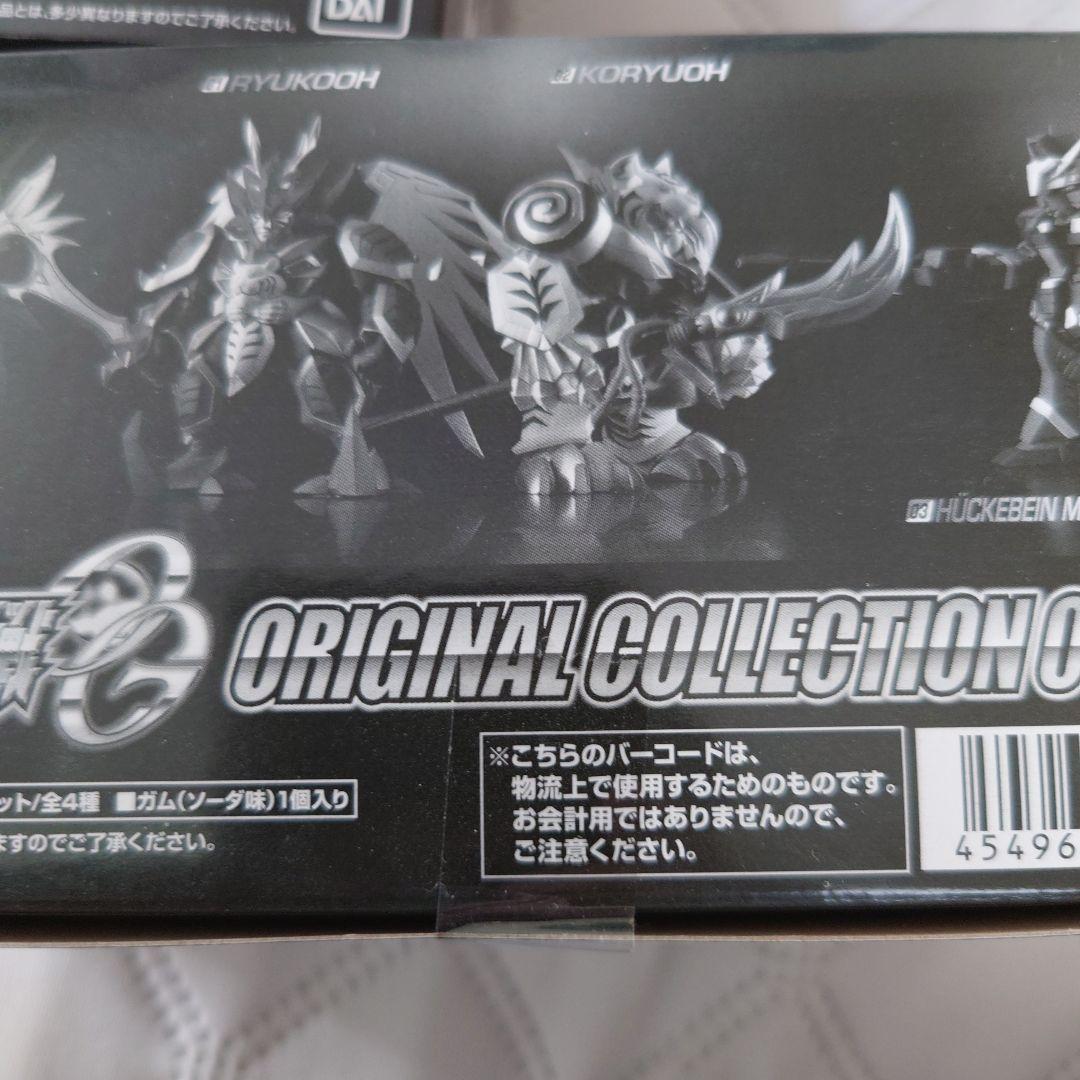 品とは、多少異なりますのでご了承ください。
DAI
01 RYUKOOH
02 KORYUOH
03 HÜCKEBEIN M
戦
OG
ORIGINAL COLLECTION
※こちらのバーコードは、
物流上で使用するためのものです。
お会計用ではありませんので、
ご注意ください。
ット/全4種 ■ガム(ソーダ味)1個入り
ますのでご了承ください。
45496